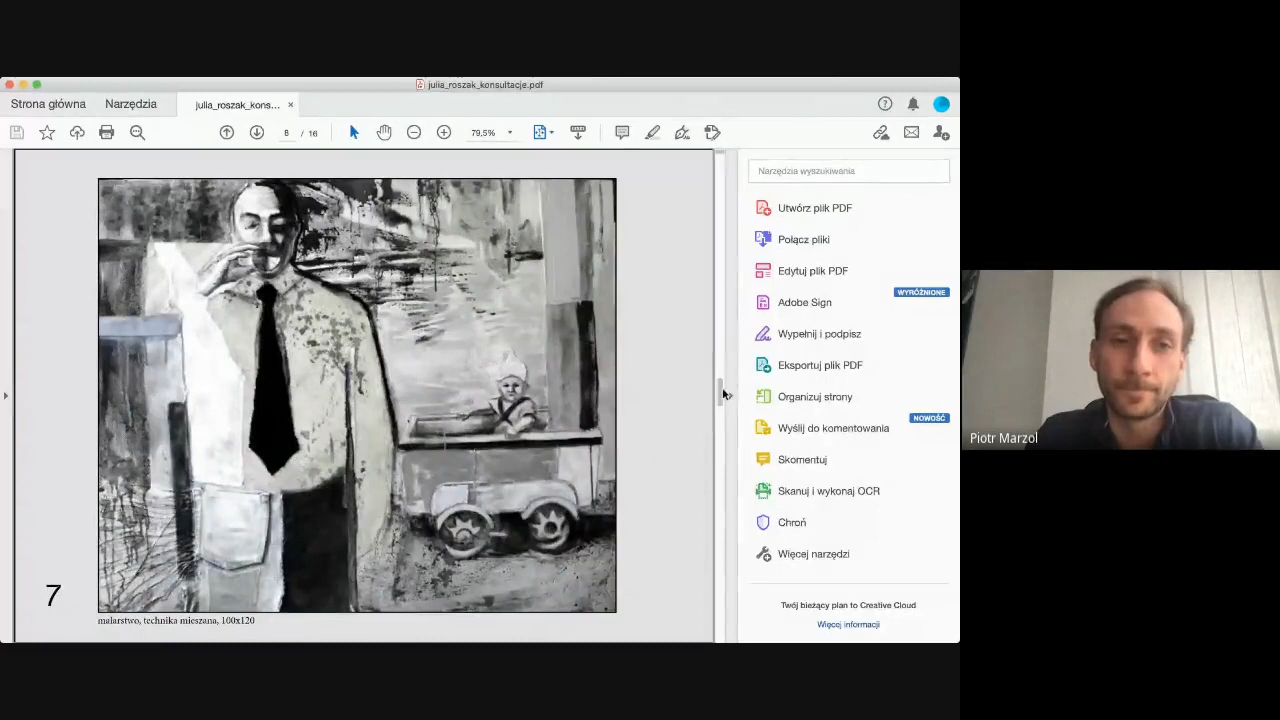 julia_roszak_konsultacje.pdf
Strona główna
Narzędzia
julia_roszak_kons...
8 / 16
79,5%
Narzędzia wyszukiwania
Utwórz plik PDF
Połącz pliki
Edytuj plik PDF
WYRÓŻNIONE
Adobe Sign
Wypełnij i podpisz
Eksportuj plik PDF
Organizuj strony
NOWOŚĆ
Wyślij do komentowania
Skomentuj
Skanuj i wykonaj OCR
Chroń
Więcej narzędzi
Twój bieżący plan to Creative Cloud
Więcej informacji
7
malarstwo, technika mieszana, 100x120
Piotr Marzol